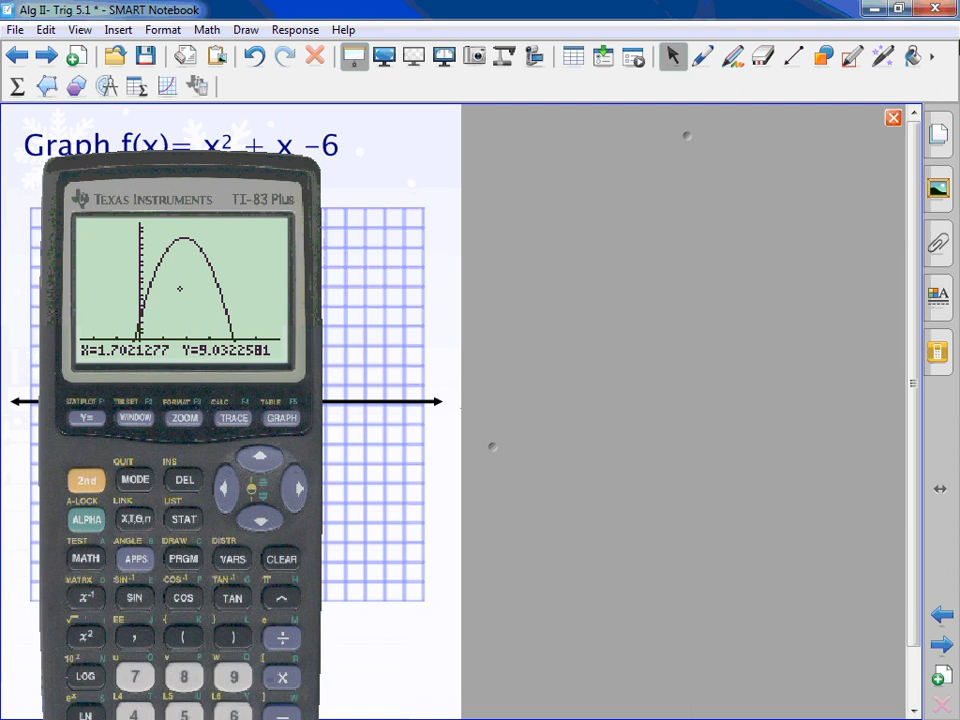 Alg II- Trig 5.1 * - SMART Notebook
File Edit View Insert Format Math Draw Response Help
Graph f(x)= x² + x -6
TEXAS INSTRUMENTS TI-83 Plus
X=1.7021277 Y=9.0322581
STAT PLOT F1 TBLSET F2 FORMAT F3 CALC F4 TABLE F5
Y= WINDOW ZOOM TRACE GRAPH
QUIT INS
2nd MODE DEL
A-LOCK LINK LIST
ALPHA X,T,θ,n STAT
TEST A ANGLE B DRAW C DISTR
MATH APPS PRGM VARS CLEAR
MATRX D SIN⁻¹ E COS⁻¹ F TAN⁻¹ G π H
x⁻¹ SIN COS TAN ^
√ I EE J { K } L e M
x² , ( ) ÷
10ˣ N u O v P w Q [ R
LOG 7 8 9 X
eˣ S L4 T L5 U L6 V ] W
LN 4 5 6 −